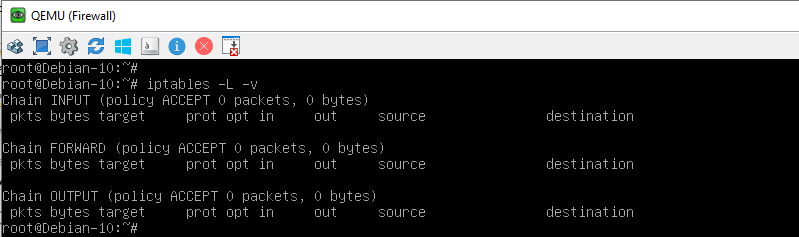 QEMU (Firewall)
root@Debian-10:~#
root@Debian-10:~# iptables -L -v
Chain INPUT (policy ACCEPT 0 packets, 0 bytes)
 pkts bytes target     prot opt in     out     source               destination

Chain FORWARD (policy ACCEPT 0 packets, 0 bytes)
 pkts bytes target     prot opt in     out     source               destination

Chain OUTPUT (policy ACCEPT 0 packets, 0 bytes)
 pkts bytes target     prot opt in     out     source               destination
root@Debian-10:~#